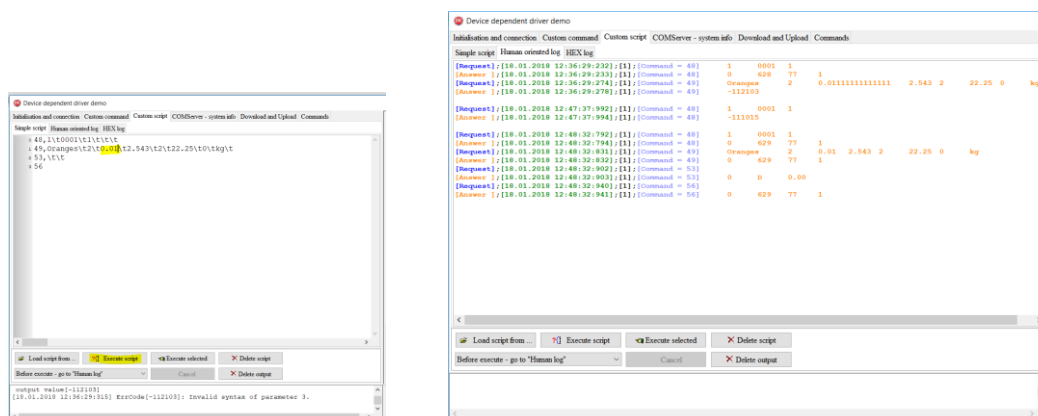 Device dependent driver demo
Initialisation and connection Custom command Custom script COMServer - system info Download and Upload Commands
Simple script Human oriented log HEX log
48,1\t0001\t1\t\t\t
49,Oranges\t2\t0.01\t2.543\t2\t22.25\t0\tkg\t
53,\t\t
56
Load script from ... Execute script Execute selected Delete script
Before execute - go to "Human log" Cancel Delete output
output value[-112103]
[18.01.2018 12:36:29:315] ErrCode[-112103]: Invalid syntax of parameter 3.
Device dependent driver demo
Initialisation and connection Custom command Custom script COMServer - system info Download and Upload Commands
Simple script Human oriented log HEX log
[Request];[18.01.2018 12:36:29:232];[1];[Command = 48] 1 0001 1
[Answer ];[18.01.2018 12:36:29:233];[1];[Command = 48] 0 628 77 1
[Request];[18.01.2018 12:36:29:274];[1];[Command = 49] Oranges 2 0.01111111111111 2.543 2 22.25 0 kg
[Answer ];[18.01.2018 12:36:29:278];[1];[Command = 49] -112103
[Request];[18.01.2018 12:47:37:992];[1];[Command = 48] 1 0001 1
[Answer ];[18.01.2018 12:47:37:994];[1];[Command = 48] -111015
[Request];[18.01.2018 12:48:32:792];[1];[Command = 48] 1 0001 1
[Answer ];[18.01.2018 12:48:32:794];[1];[Command = 48] 0 629 77 1
[Request];[18.01.2018 12:48:32:831];[1];[Command = 49] Oranges 2 0.01 2.543 2 22.25 0 kg
[Answer ];[18.01.2018 12:48:32:832];[1];[Command = 49] 0 629 77 1
[Request];[18.01.2018 12:48:32:902];[1];[Command = 53]
[Answer ];[18.01.2018 12:48:32:903];[1];[Command = 53] 0 D 0.00
[Request];[18.01.2018 12:48:32:940];[1];[Command = 56]
[Answer ];[18.01.2018 12:48:32:941];[1];[Command = 56] 0 629 77 1
Load script from ... Execute script Execute selected Delete script
Before execute - go to "Human log" Cancel Delete output